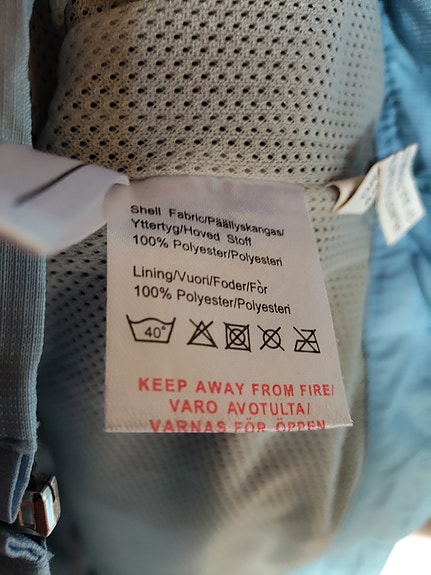 Shell Fabric/Päällyskangas/
Yttertyg/Hoved Stoff
100% Polyester/Polyesteri
Lining/Vuori/Foder/Fòr
100% Polyester/Polyesteri
40°
KEEP AWAY FROM FIRE/
VARO AVOTULTA/
VARNAS FÖR ÖPPEN